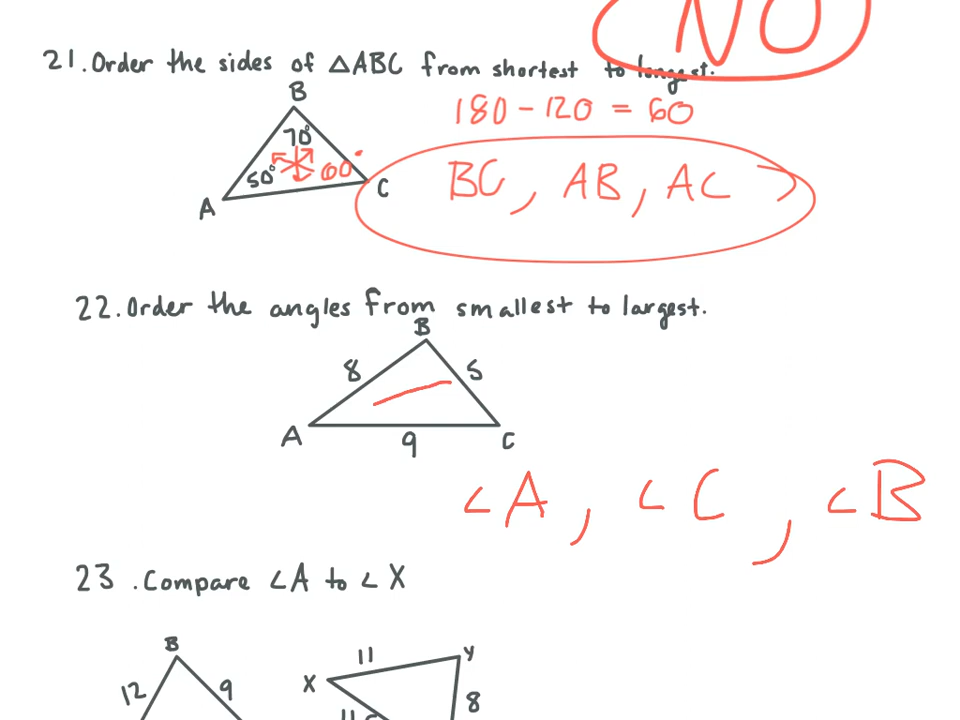 NO
21. Order the sides of △ABC from shortest to longest.
B
180 - 120 = 60
70°
50°
60°
BC, AB, AC
A
C
22. Order the angles from smallest to largest.
B
8
5
A
9
C
∠A, ∠C, ∠B
23. Compare ∠A to ∠X
B
11
Y
X
12
9
8